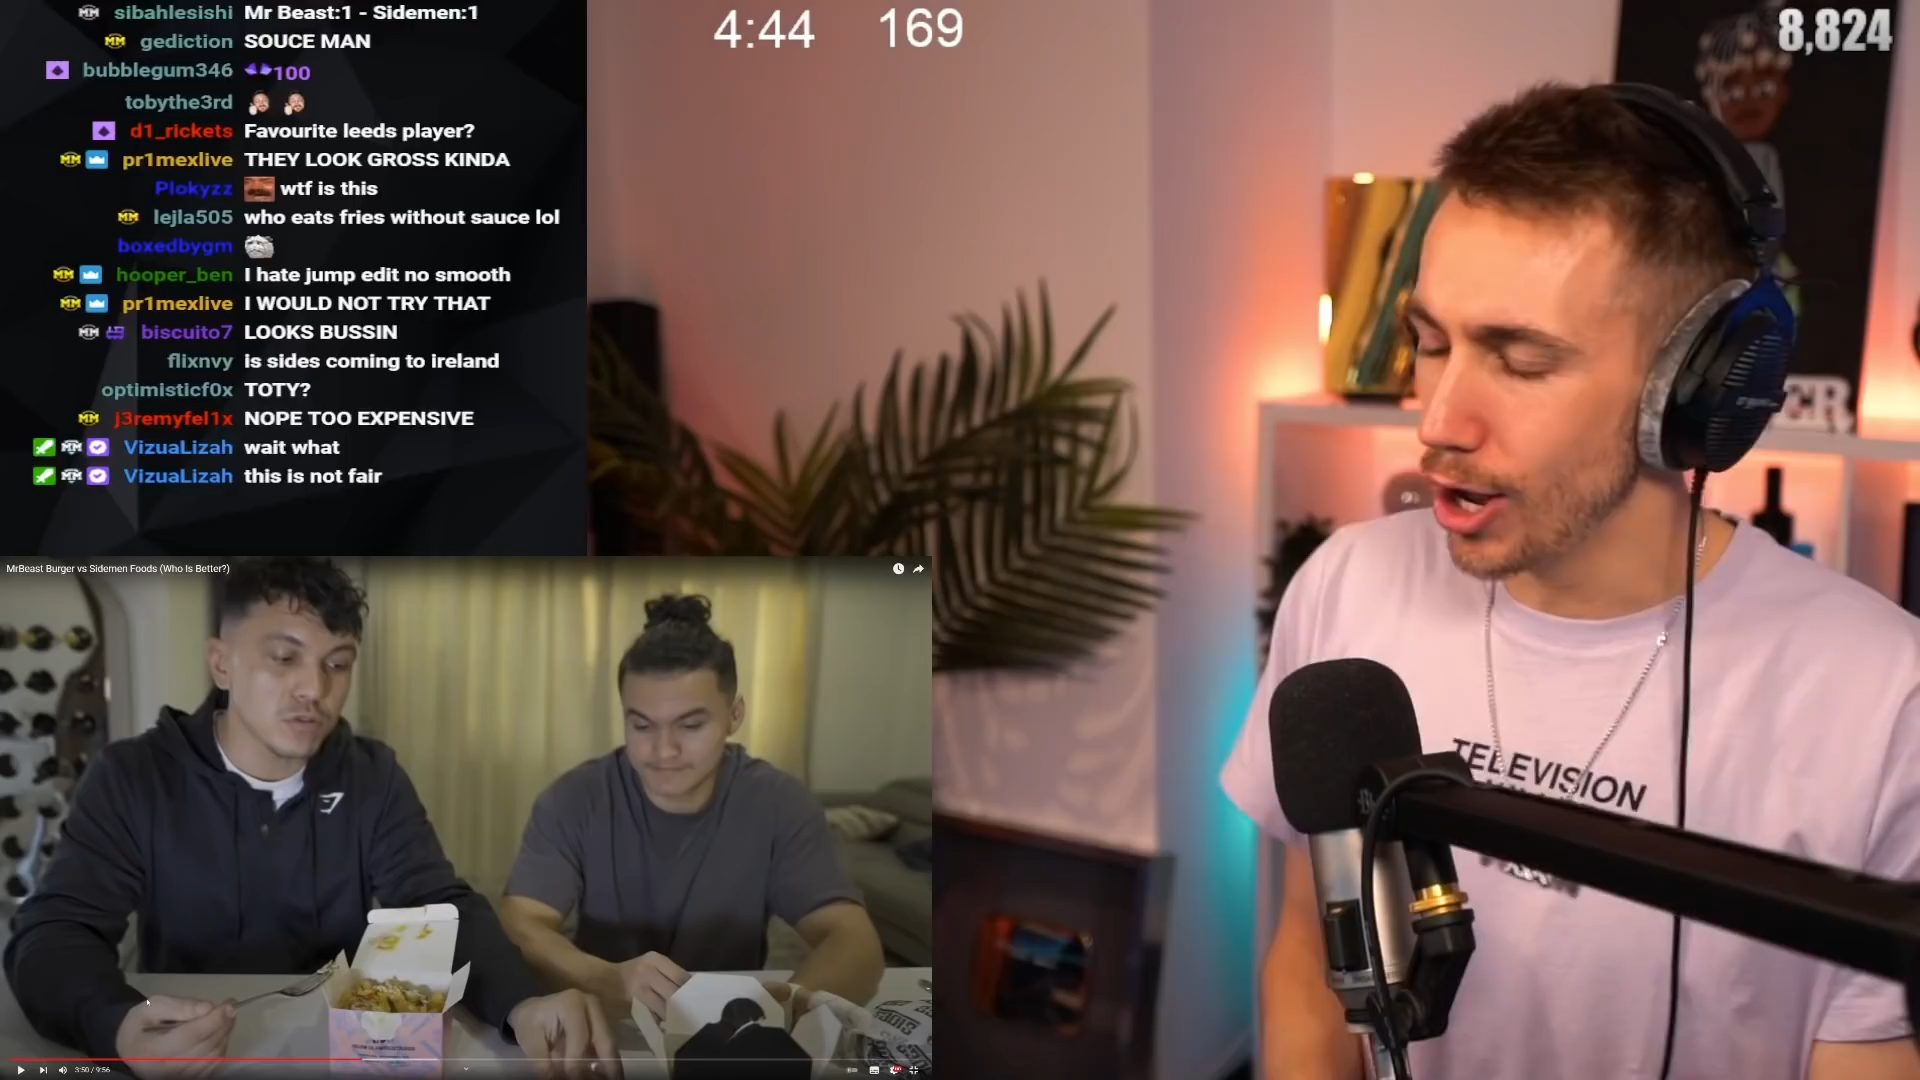 sibahlesishi Mr Beast:1 - Sidemen:1
gediction SOUCE MAN
bubblegum346 100
tobythe3rd
d1_rickets Favourite leeds player?
pr1mexlive THEY LOOK GROSS KINDA
Plokyzz wtf is this
lejla505 who eats fries without sauce lol
boxedbygm
hooper_ben I hate jump edit no smooth
pr1mexlive I WOULD NOT TRY THAT
biscuito7 LOOKS BUSSIN
flixnvy is sides coming to ireland
optimisticf0x TOTY?
j3remyfel1x NOPE TOO EXPENSIVE
VizuaLizah wait what
VizuaLizah this is not fair
4:44 169
8,824
MrBeast Burger vs Sidemen Foods (Who Is Better?)
3:50 / 9:56
TELEVISION